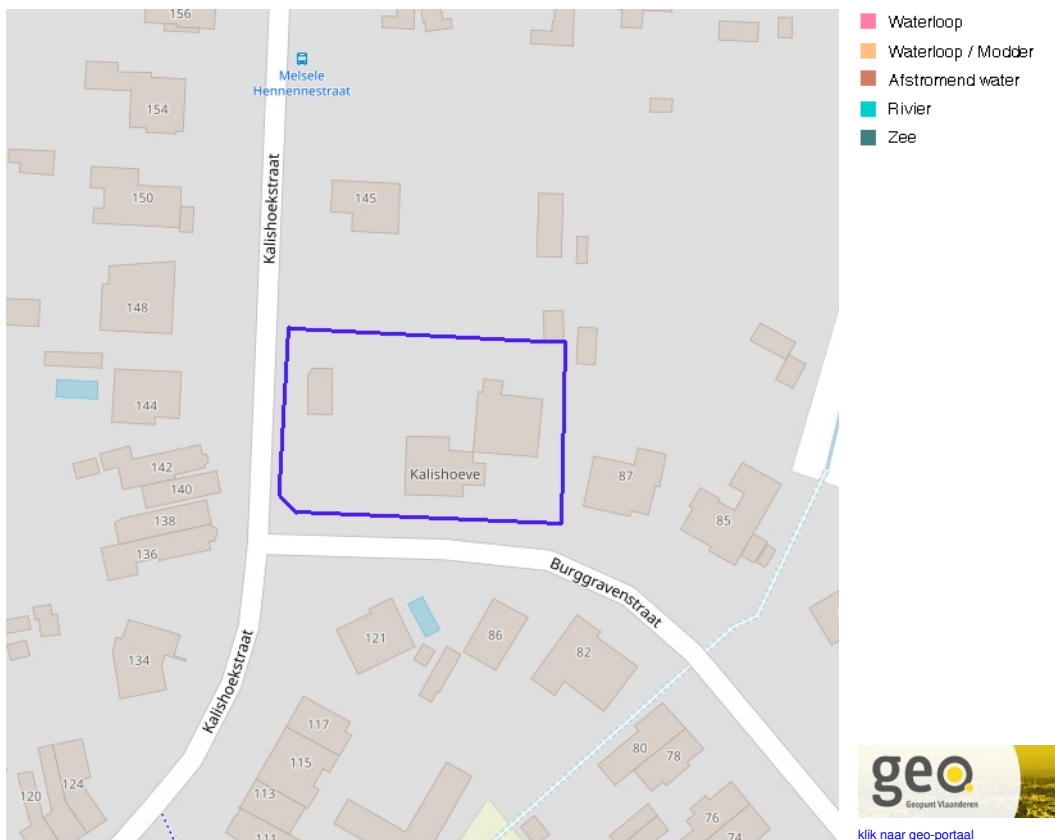 156
Melsele
Hennennestraat
154
Kalishoekstraat
150
145
148
144
142
140
138
136
Kalishoeve
87
85
Burggravenstraat
121
86
82
134
Kalishoekstraat
117
115
113
111
80
78
76
74
124
120
Waterloop
Waterloop / Modder
Afstromend water
Rivier
Zee
geo
Geopunt Vlaanderen
klik naar geo-portaal